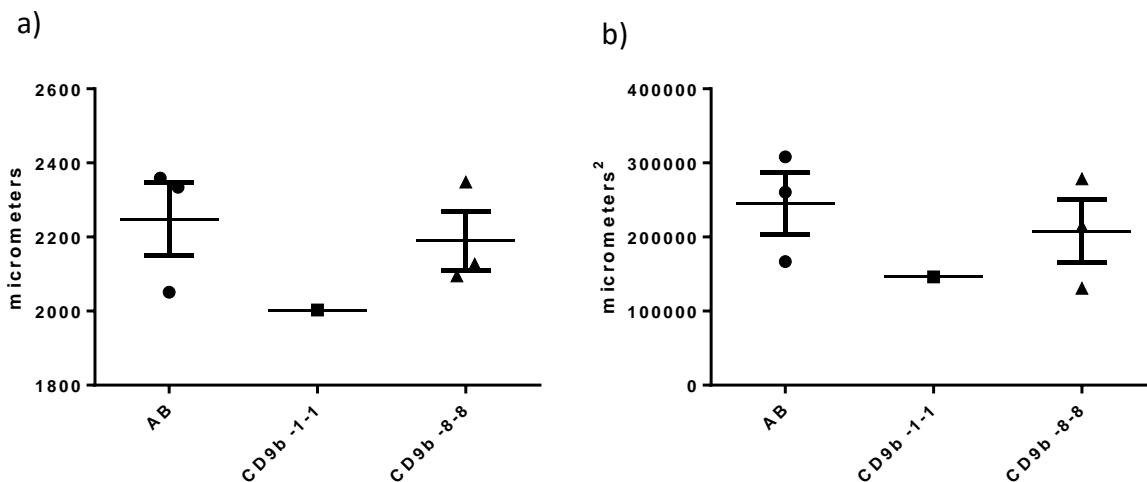 a)
micrometers
2600
2400
2200
2000
1800
AB
CD9b -1-1
CD9b -8-8
b)
micrometers²
400000
300000
200000
100000
0
AB
CD9b -1-1
CD9b -8-8